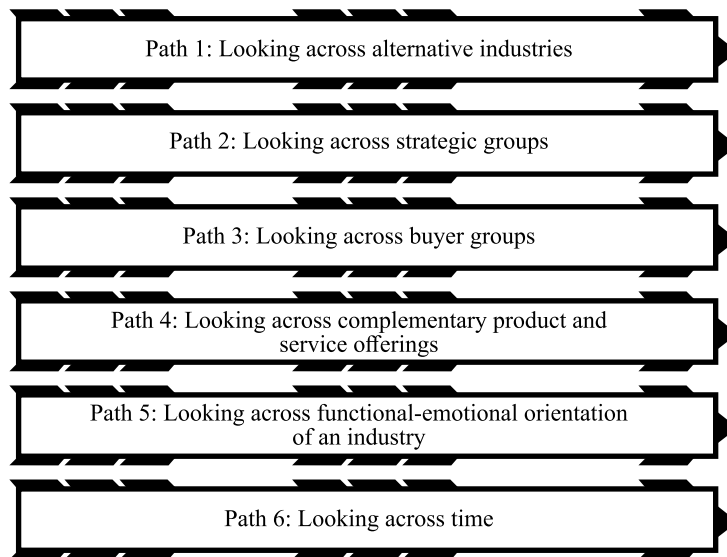 Path 1: Looking across alternative industries
Path 2: Looking across strategic groups
Path 3: Looking across buyer groups
Path 4: Looking across complementary product and
service offerings
Path 5: Looking across functional-emotional orientation
of an industry
Path 6: Looking across time